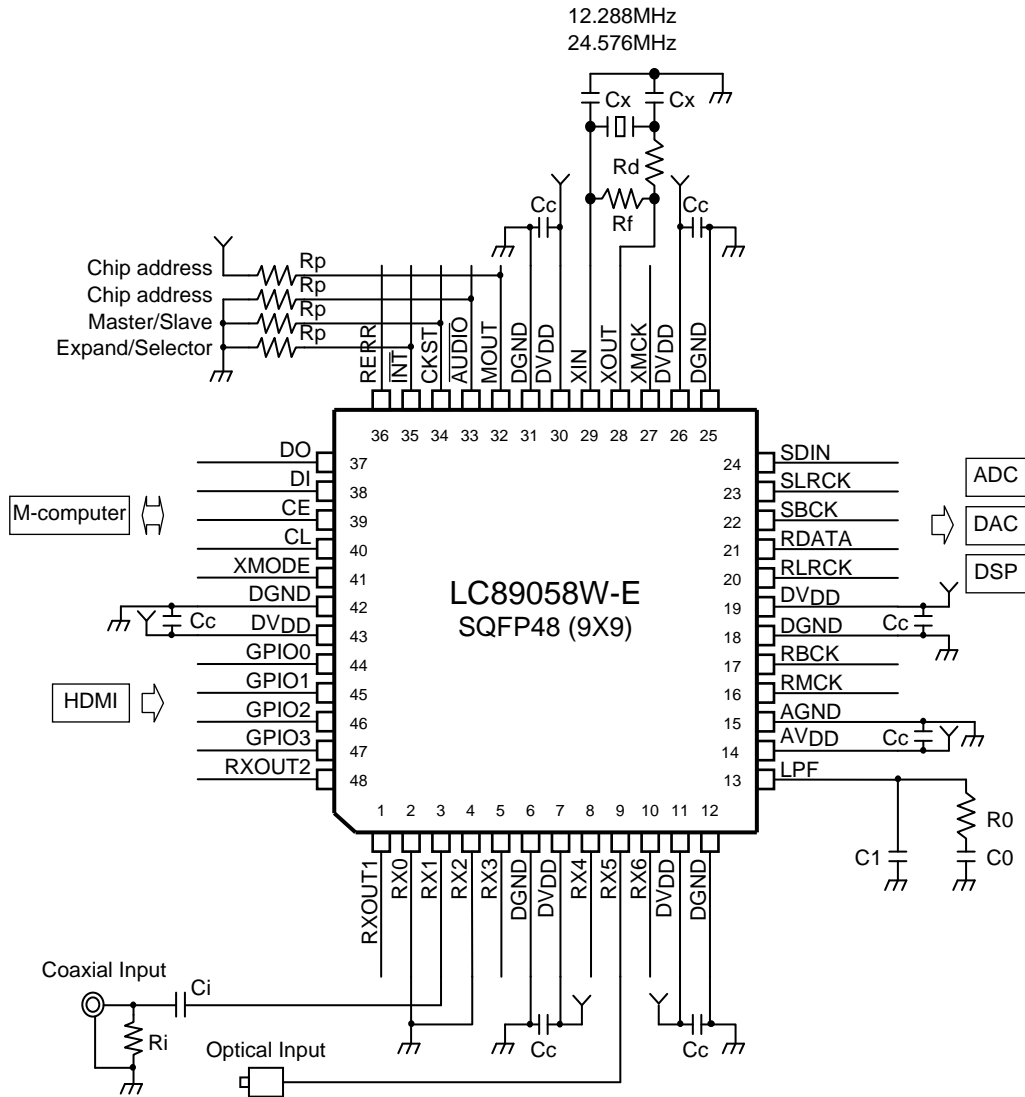 12.288MHz
24.576MHz
Cx
Cx
Rd
Rf
Cc
Cc
Chip address
Rp
Chip address
Rp
Master/Slave
Rp
Expand/Selector
Rp
RERR
INT
CKST
AUDIO
MOUT
DGND
DVDD
XIN
XOUT
XMCK
DVDD
DGND
36
35
34
33
32
31
30
29
28
27
26
25
DO
37
DI
38
M-computer
CE
39
CL
40
XMODE
41
DGND
42
Cc
DVDD
43
GPIO0
44
HDMI
GPIO1
45
GPIO2
46
GPIO3
47
RXOUT2
48
LC89058W-E
SQFP48 (9X9)
24
SDIN
23
SLRCK
22
SBCK
21
RDATA
20
RLRCK
19
DVDD
18
DGND
17
RBCK
16
RMCK
15
AGND
14
AVDD
13
LPF
ADC
DAC
DSP
Cc
Cc
R0
C1
C0
1
2
3
4
5
6
7
8
9
10
11
12
RXOUT1
RX0
RX1
RX2
RX3
DGND
DVDD
RX4
RX5
RX6
DVDD
DGND
Coaxial Input
Ci
Ri
Cc
Cc
Optical Input